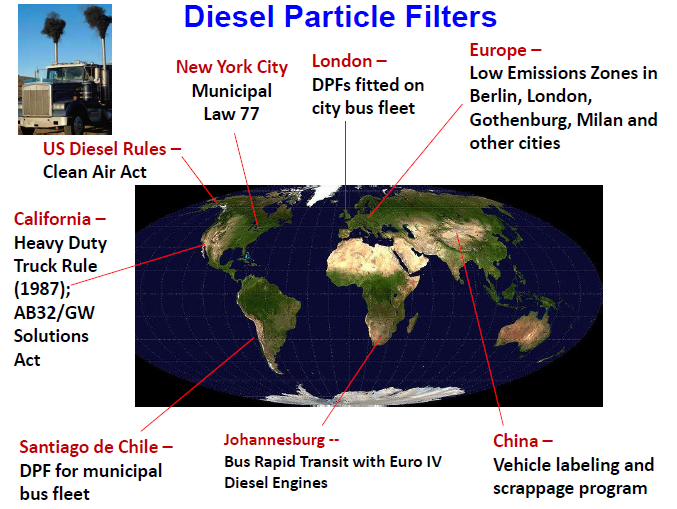 Diesel Particle Filters
New York City
Municipal
Law 77
London –
DPFs fitted on
city bus fleet
Europe –
Low Emissions Zones in
Berlin, London,
Gothenburg, Milan and
other cities
US Diesel Rules –
Clean Air Act
California –
Heavy Duty
Truck Rule
(1987);
AB32/GW
Solutions
Act
Santiago de Chile –
DPF for municipal
bus fleet
Johannesburg --
Bus Rapid Transit with Euro IV
Diesel Engines
China –
Vehicle labeling and
scrappage program